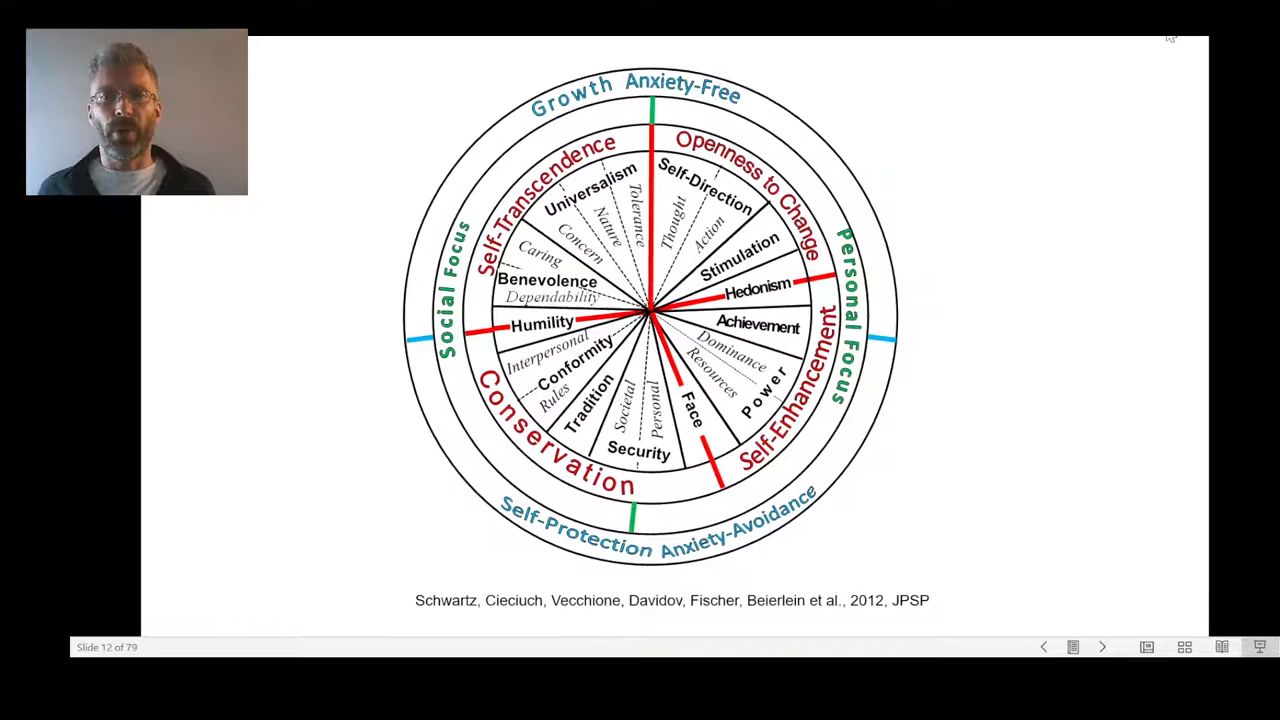 Growth Anxiety-Free
Self-Transcendence
Openness to Change
Social Focus
Personal Focus
Universalism
Tolerance
Nature
Concern
Self-Direction
Thought
Action
Stimulation
Hedonism
Caring
Benevolence
Dependability
Humility
Achievement
Dominance
Resources
Power
Interpersonal
Conformity
Rules
Tradition
Societal
Personal
Security
Face
Conservation
Self-Enhancement
Self-Protection Anxiety-Avoidance
Schwartz, Cieciuch, Vecchione, Davidov, Fischer, Beierlein et al., 2012, JPSP
Slide 12 of 79